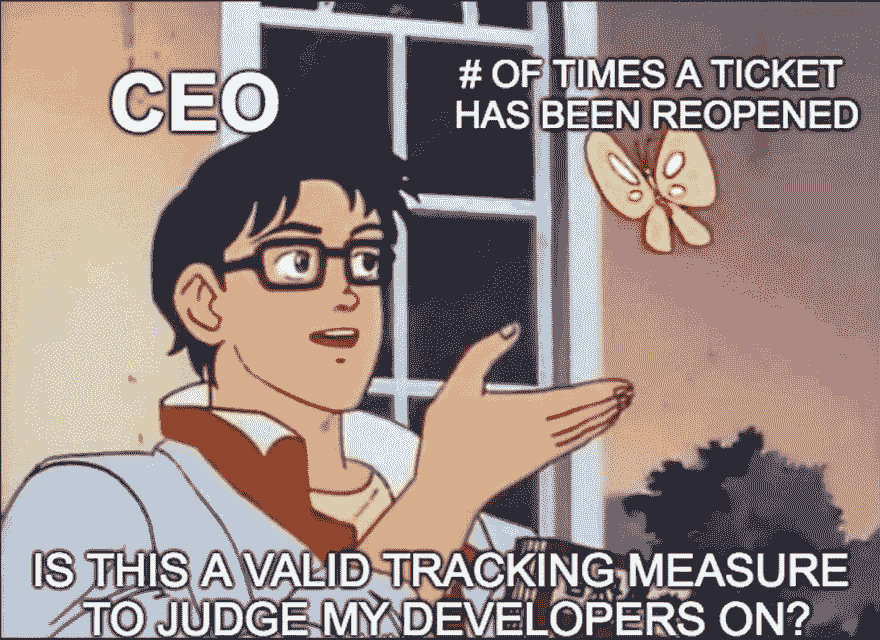 CEO
# OF TIMES A TICKET
HAS BEEN REOPENED
IS THIS A VALID TRACKING MEASURE
TO JUDGE MY DEVELOPERS ON?